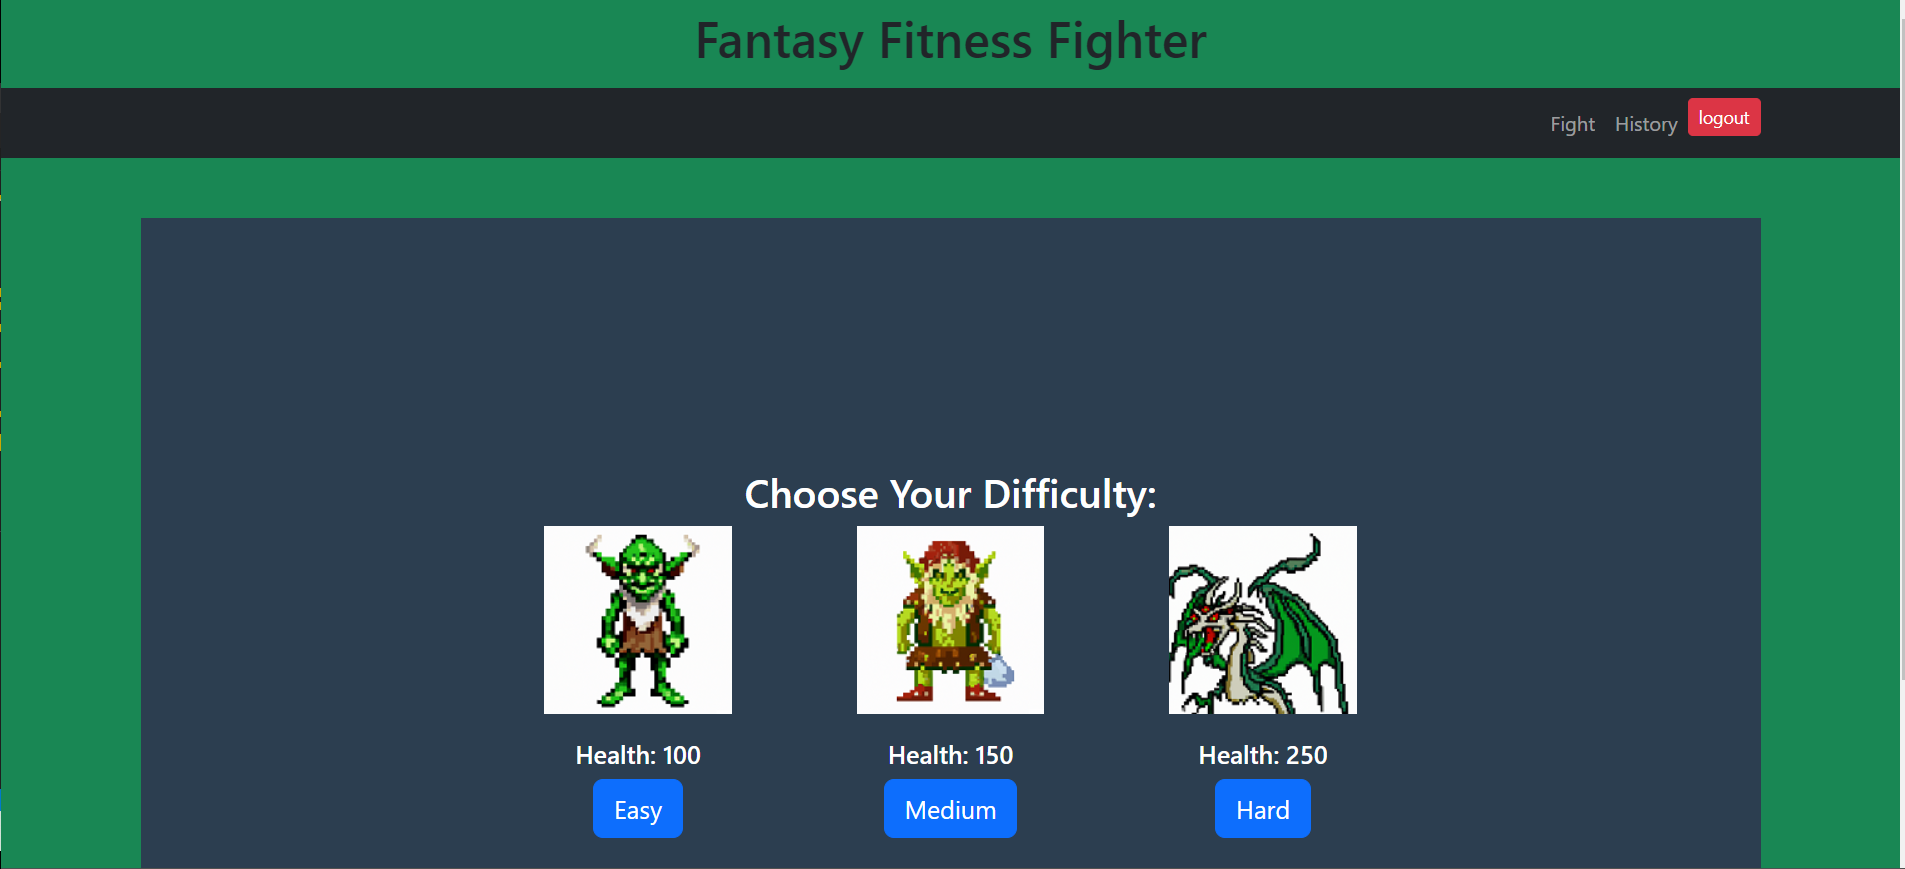 Fantasy Fitness Fighter
Fight History logout
Choose Your Difficulty:
Health: 100 Health: 150 Health: 250
Easy Medium Hard